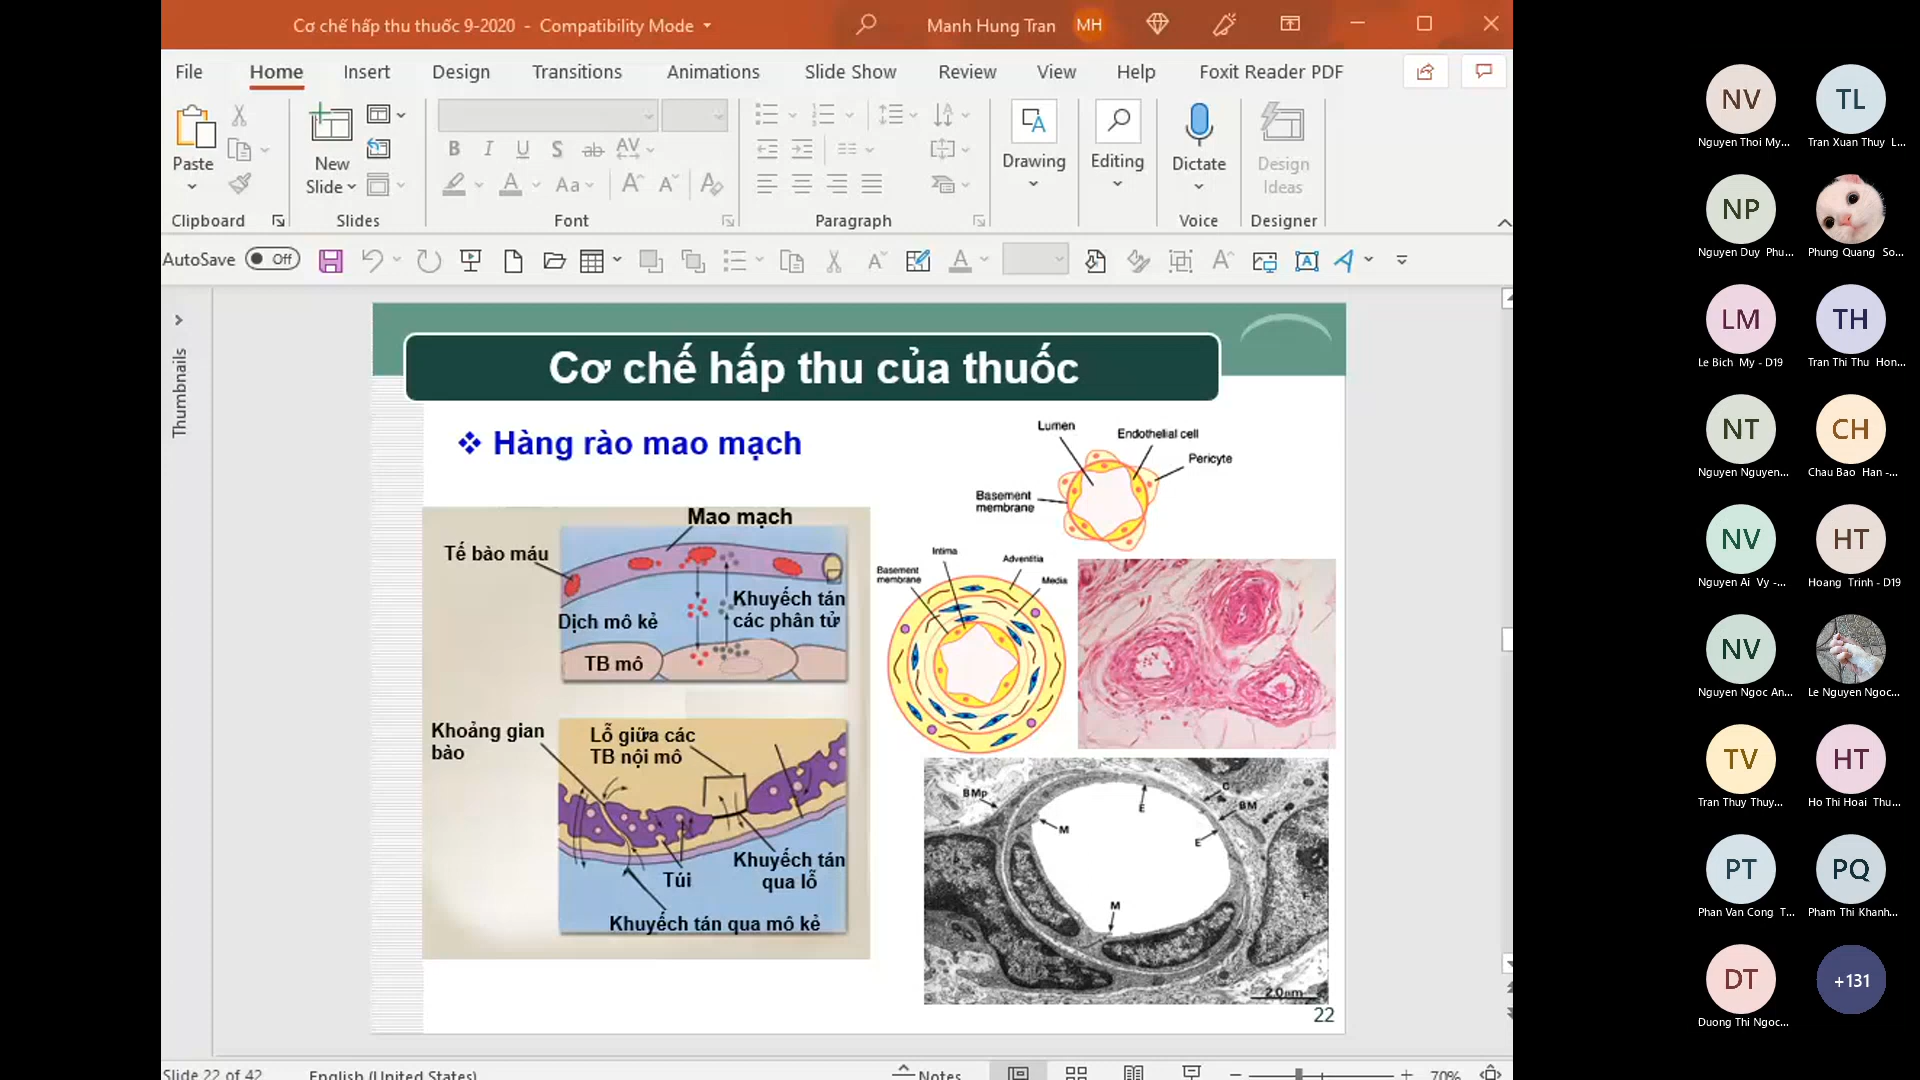 Cơ chế hấp thu thuốc 9-2020 - Compatibility Mode
Manh Hung Tran
MH
File Home Insert Design Transitions Animations Slide Show Review View Help Foxit Reader PDF
Paste
New
Slide
Drawing
Editing
Dictate
Design
Ideas
Clipboard
Slides
Font
Paragraph
Voice
Designer
AutoSave Off
Thumbnails
Cơ chế hấp thu của thuốc
Hàng rào mao mạch
Lumen
Endothelial cell
Pericyte
Basement
membrane
Mao mạch
Tế bào máu
Khuyếch tán
các phân tử
Dịch mô kẻ
TB mô
Intima
Adventitia
Basement
membrane
Media
Khoảng gian
bào
Lỗ giữa các
TB nội mô
Khuyếch tán
qua lỗ
Túi
Khuyếch tán qua mô kẻ
BMp
C
E
BM
M
E
M
2.0
22
Slide 22 of 42
English (United States)
Notes
70%
NV
Nguyen Thoi My...
TL
Tran Xuan Thuy L...
NP
Nguyen Duy Phu...
Phung Quang So...
LM
Le Bich My - D19
TH
Tran Thi Thu Hon...
NT
Nguyen Nguyen...
CH
Chau Bao Han -...
NV
Nguyen Ai Vy -...
HT
Hoang Trinh - D19
NV
Nguyen Ngoc An...
Le Nguyen Ngoc...
TV
Tran Thuy Thuy...
HT
Ho Thi Hoai Thu...
PT
Phan Van Cong T...
PQ
Pham Thi Khanh...
DT
Duong Thi Ngoc...
+131